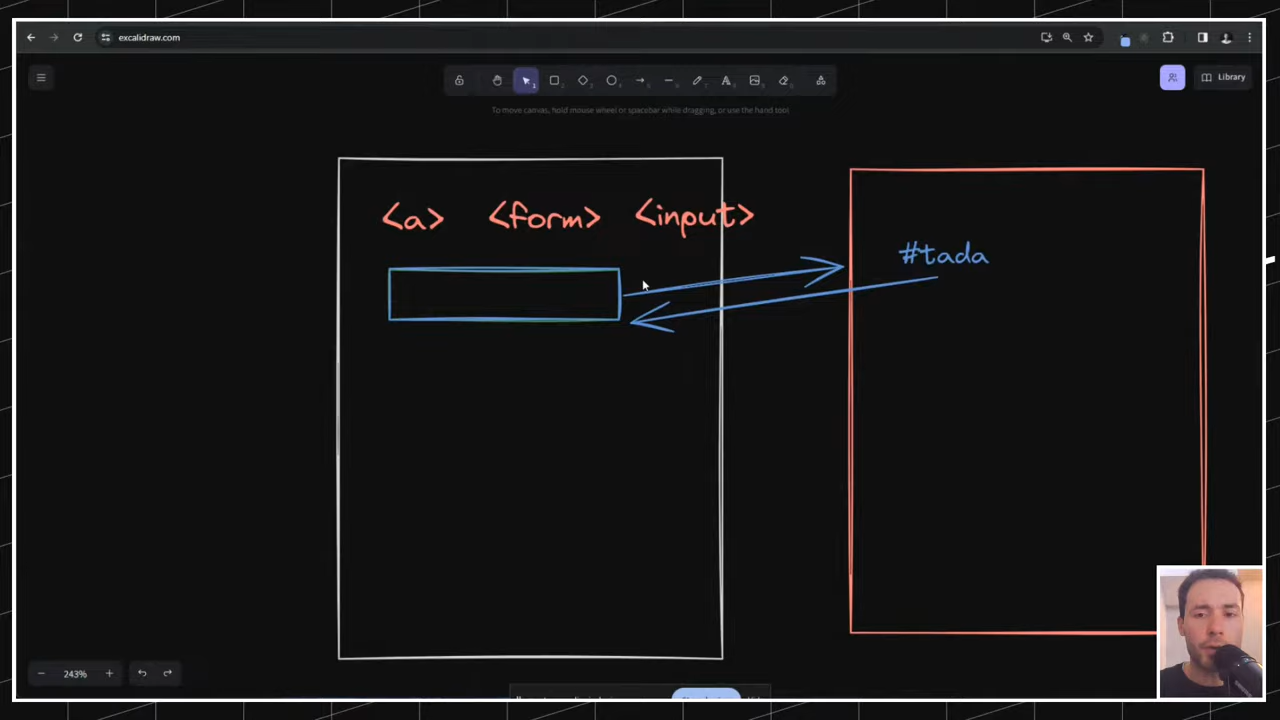 excalidraw.com
Library
To move canvas, hold mouse wheel or spacebar while dragging, or use the hand tool
<a> <form> <input>
#tada
243%